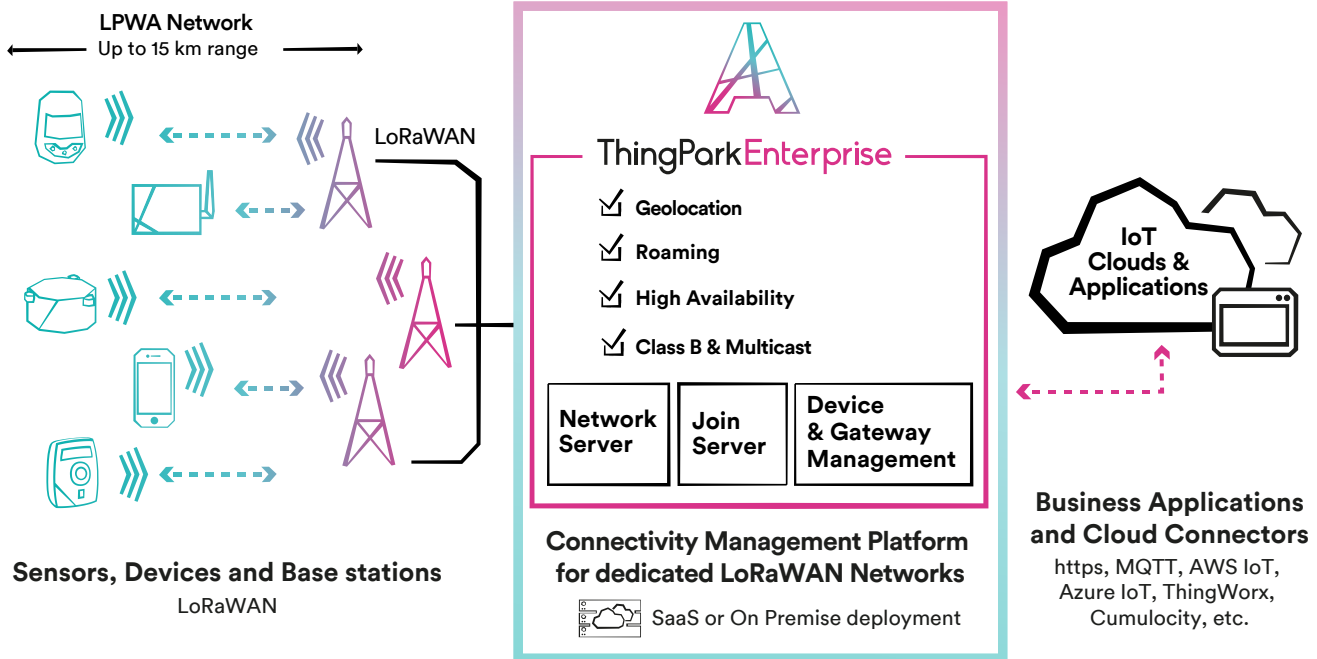 LPWA Network
Up to 15 km range
LoRaWAN
Sensors, Devices and Base stations
LoRaWAN
ThingParkEnterprise
Geolocation
Roaming
High Availability
Class B & Multicast
Network
Server
Join
Server
Device
& Gateway
Management
Connectivity Management Platform
for dedicated LoRaWAN Networks
SaaS or On Premise deployment
IoT
Clouds &
Applications
Business Applications
and Cloud Connectors
https, MQTT, AWS IoT,
Azure IoT, ThingWorx,
Cumulocity, etc.